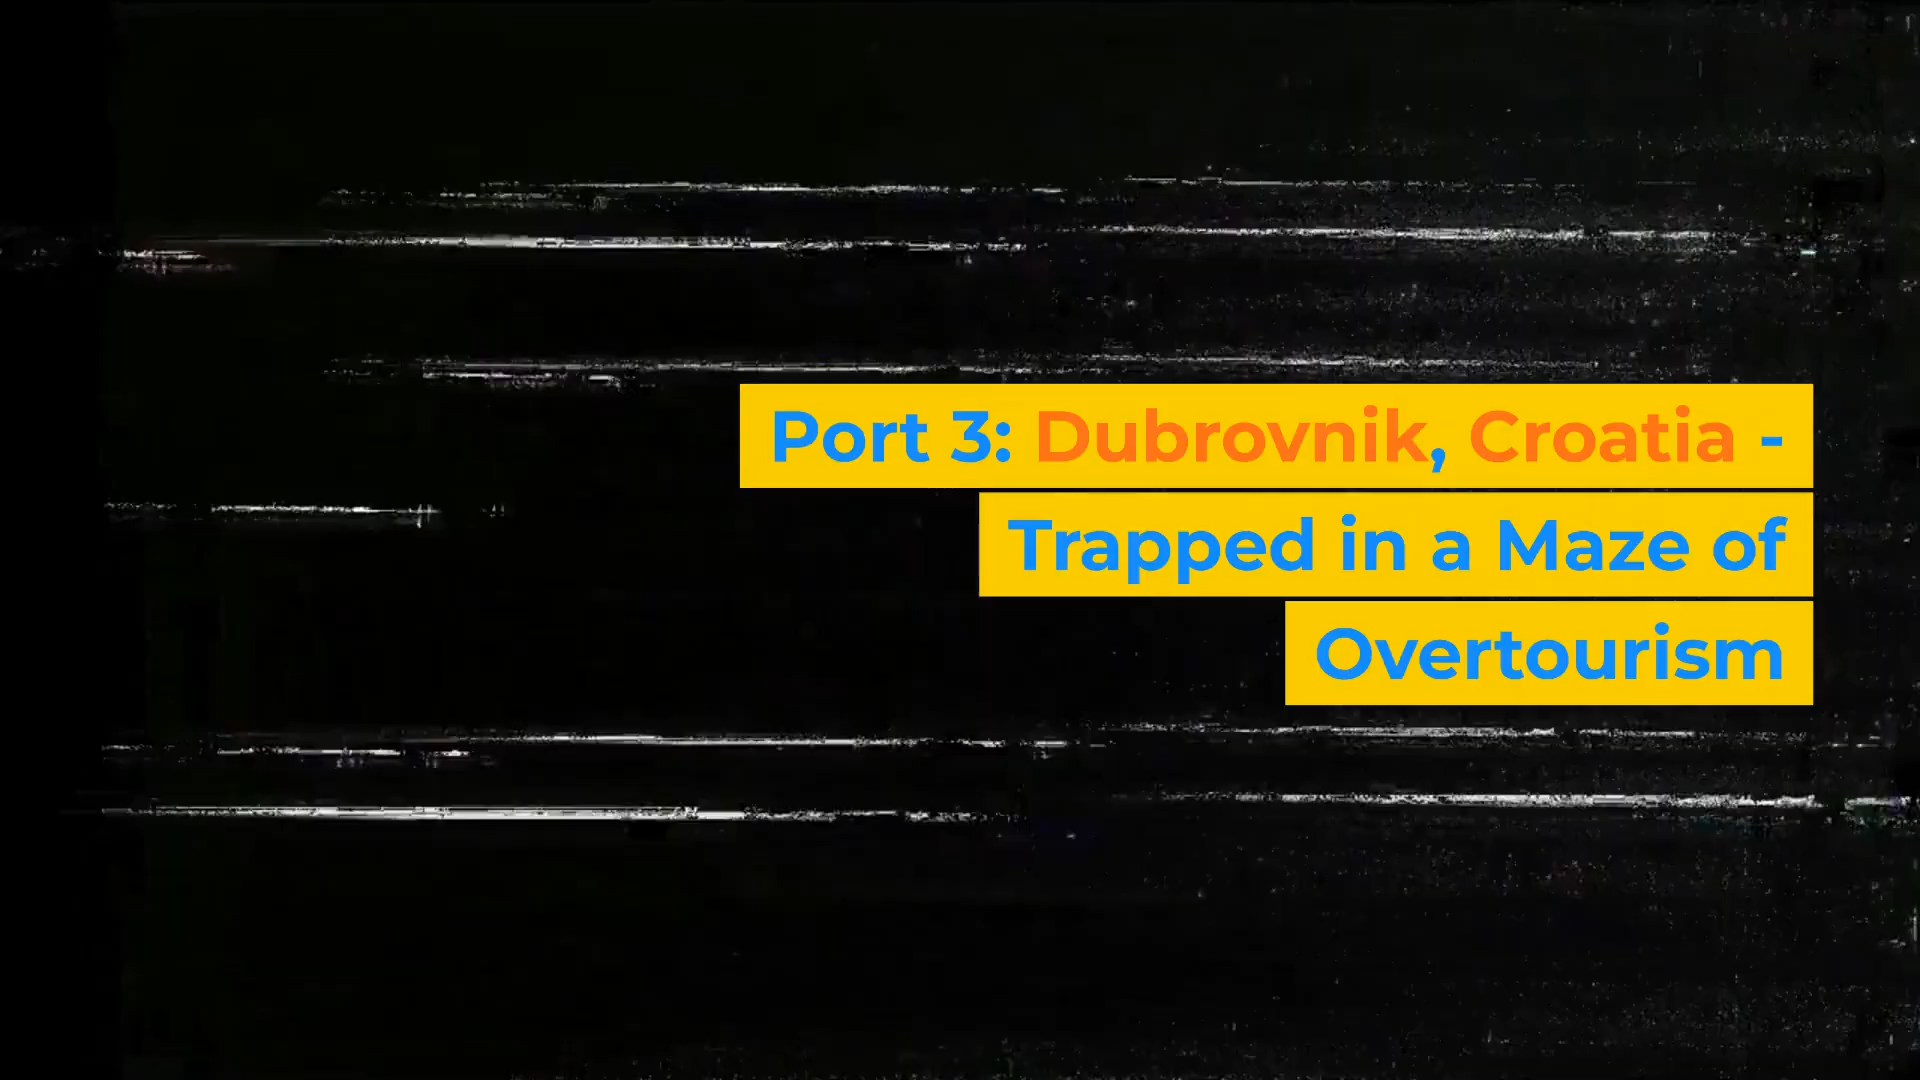 Port 3: Dubrovnik, Croatia -
Trapped in a Maze of
Overtourism